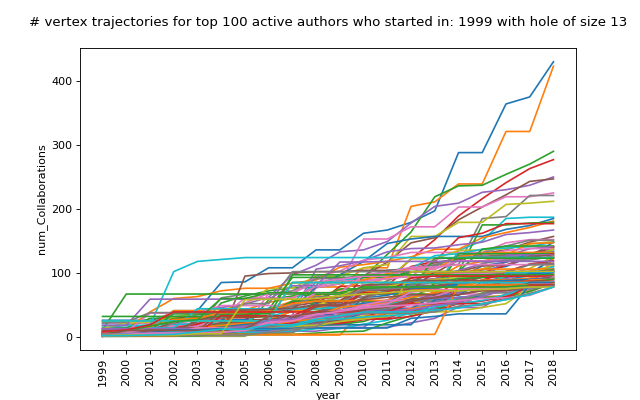 # vertex trajectories for top 100 active authors who started in: 1999 with hole of size 13
num_Collaborations
400
300
200
100
0
1999 2000 2001 2002 2003 2004 2005 2006 2007 2008 2009 2010 2011 2012 2013 2014 2015 2016 2017 2018
year